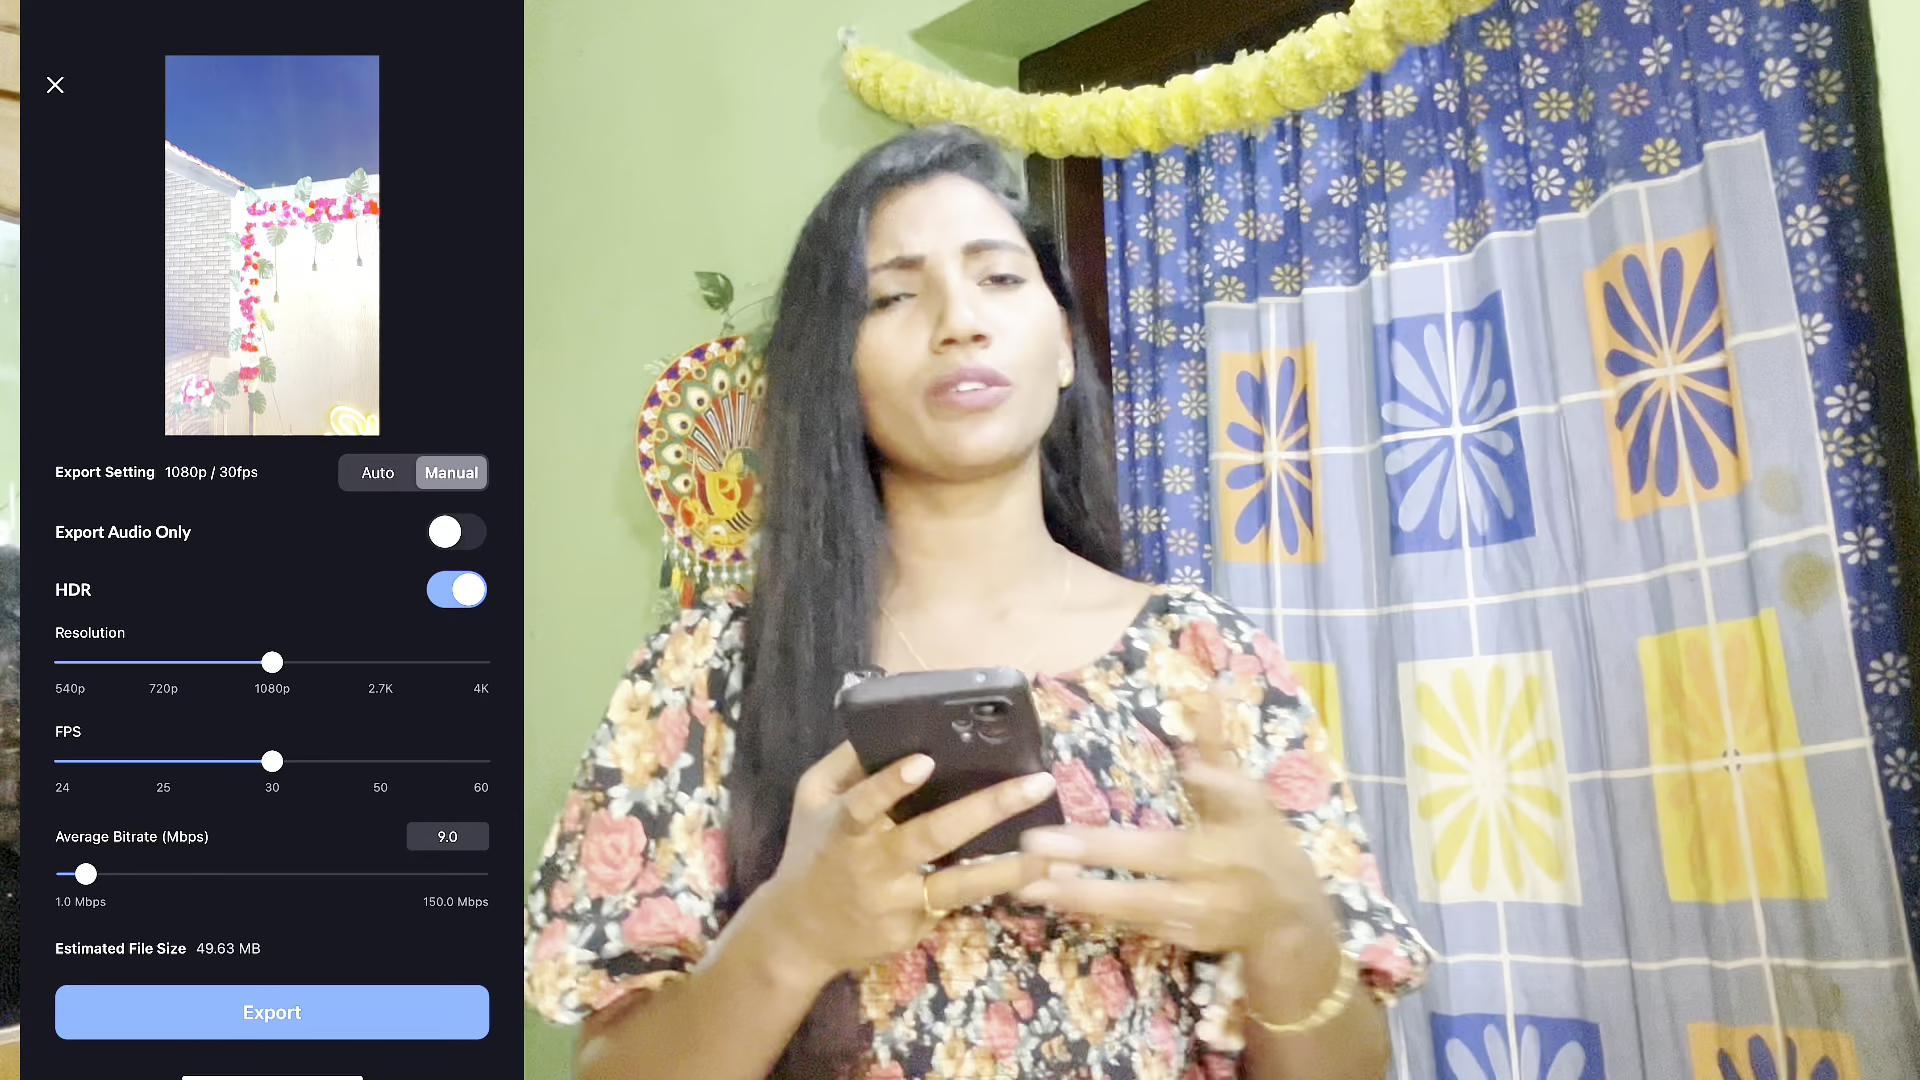 Export Setting 1080p / 30fps Auto Manual
Export Audio Only
HDR
Resolution
540p 720p 1080p 2.7K 4K
FPS
24 25 30 50 60
Average Bitrate (Mbps) 9.0
1.0 Mbps 150.0 Mbps
Estimated File Size 49.63 MB
Export